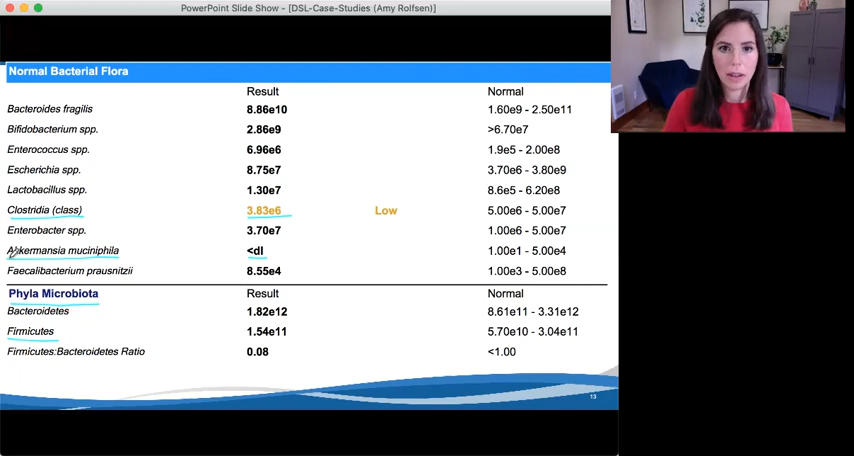 PowerPoint Slide Show - [DSL-Case-Studies (Amy Rolfsen)]
Normal Bacterial Flora
Result Normal
Bacteroides fragilis 8.86e10 1.60e9 - 2.50e11
Bifidobacterium spp. 2.86e9 >6.70e7
Enterococcus spp. 6.96e6 1.9e5 - 2.00e8
Escherichia spp. 8.75e7 3.70e6 - 3.80e9
Lactobacillus spp. 1.30e7 8.6e5 - 6.20e8
Clostridia (class) 3.83e6 Low 5.00e6 - 5.00e7
Enterobacter spp. 3.70e7 1.00e6 - 5.00e7
Akkermansia muciniphila <dl 1.00e1 - 5.00e4
Faecalibacterium prausnitzii 8.55e4 1.00e3 - 5.00e8
Phyla Microbiota Result Normal
Bacteroidetes 1.82e12 8.61e11 - 3.31e12
Firmicutes 1.54e11 5.70e10 - 3.04e11
Firmicutes:Bacteroidetes Ratio 0.08 <1.00
13